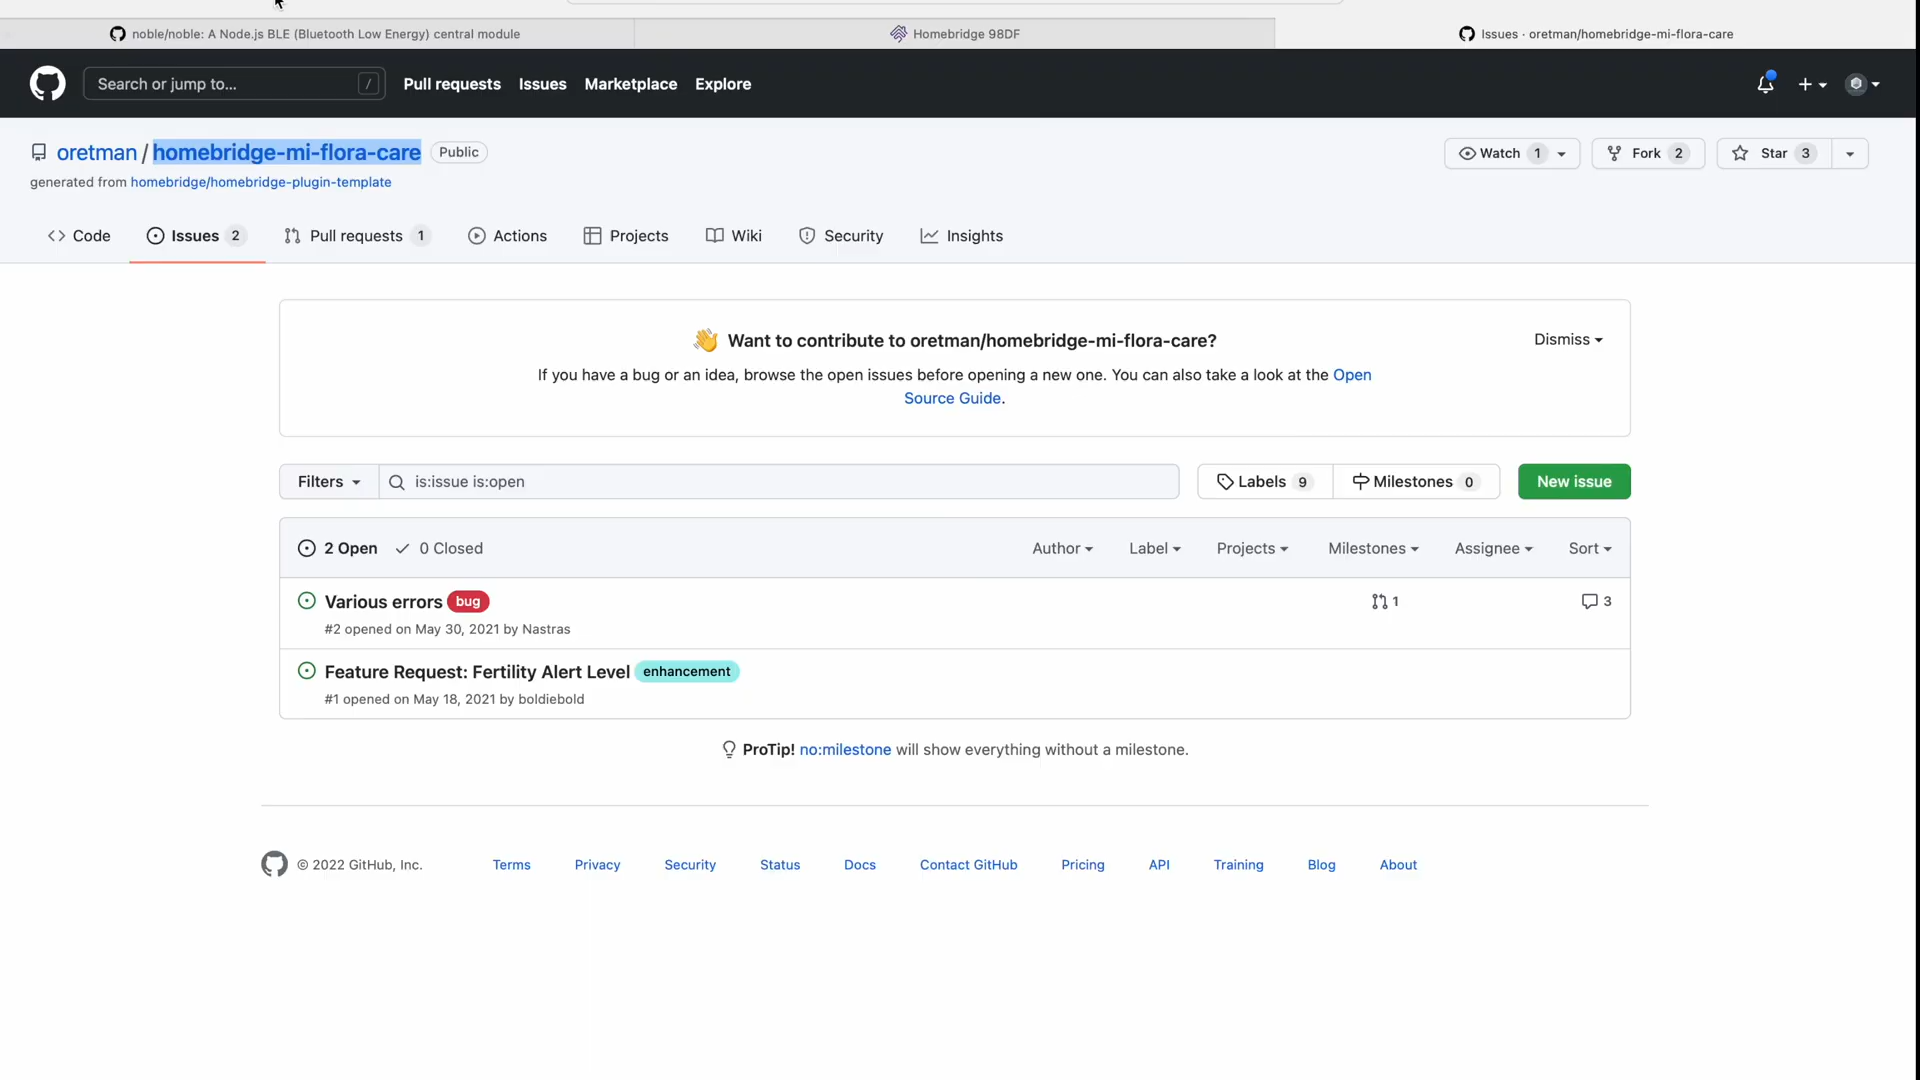 noble/noble: A Node.js BLE (Bluetooth Low Energy) central module
Homebridge 98DF
Issues · oretman/homebridge-mi-flora-care
Search or jump to... /
Pull requests Issues Marketplace Explore
oretman / homebridge-mi-flora-care Public
Watch 1 Fork 2 Star 3
generated from homebridge/homebridge-plugin-template
Code Issues 2 Pull requests 1 Actions Projects Wiki Security Insights
👋 Want to contribute to oretman/homebridge-mi-flora-care?
Dismiss
If you have a bug or an idea, browse the open issues before opening a new one. You can also take a look at the Open
Source Guide.
Filters is:issue is:open Labels 9 Milestones 0 New issue
2 Open 0 Closed Author Label Projects Milestones Assignee Sort
Various errors bug 1 3
#2 opened on May 30, 2021 by Nastras
Feature Request: Fertility Alert Level enhancement
#1 opened on May 18, 2021 by boldiebold
ProTip! no:milestone will show everything without a milestone.
© 2022 GitHub, Inc. Terms Privacy Security Status Docs Contact GitHub Pricing API Training Blog About